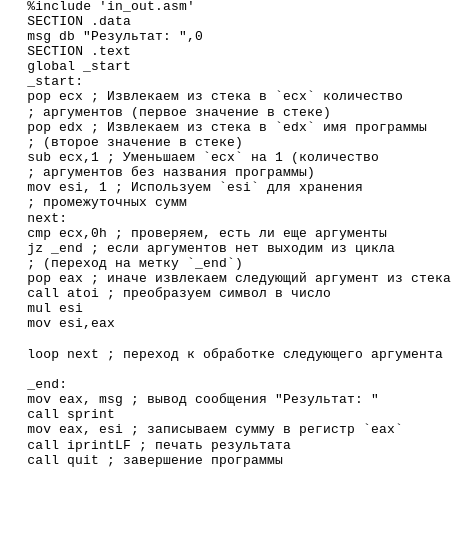 %include 'in_out.asm'
SECTION .data
msg db "Результат: ",0
SECTION .text
global _start
_start:
pop ecx ; Извлекаем из стека в `ecx` количество
; аргументов (первое значение в стеке)
pop edx ; Извлекаем из стека в `edx` имя программы
; (второе значение в стеке)
sub ecx,1 ; Уменьшаем `ecx` на 1 (количество
; аргументов без названия программы)
mov esi, 1 ; Используем `esi` для хранения
; промежуточных сумм
next:
cmp ecx,0h ; проверяем, есть ли еще аргументы
jz _end ; если аргументов нет выходим из цикла
; (переход на метку `_end`)
pop eax ; иначе извлекаем следующий аргумент из стека
call atoi ; преобразуем символ в число
mul esi
mov esi,eax
loop next ; переход к обработке следующего аргумента
_end:
mov eax, msg ; вывод сообщения "Результат: "
call sprint
mov eax, esi ; записываем сумму в регистр `eax`
call iprintLF ; печать результата
call quit ; завершение программы